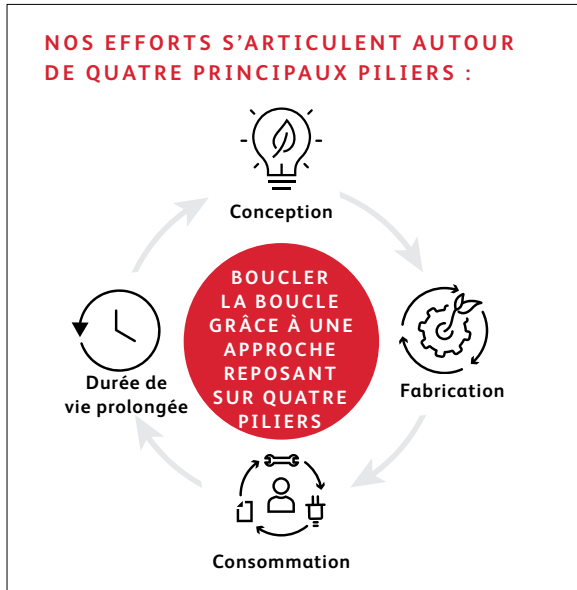 NOS EFFORTS S’ARTICULENT AUTOUR
DE QUATRE PRINCIPAUX PILIERS :
Conception
BOUCLER
LA BOUCLE
GRÂCE À UNE
APPROCHE
REPOSANT
SUR QUATRE
PILIERS
Durée de
vie prolongée
Fabrication
Consommation